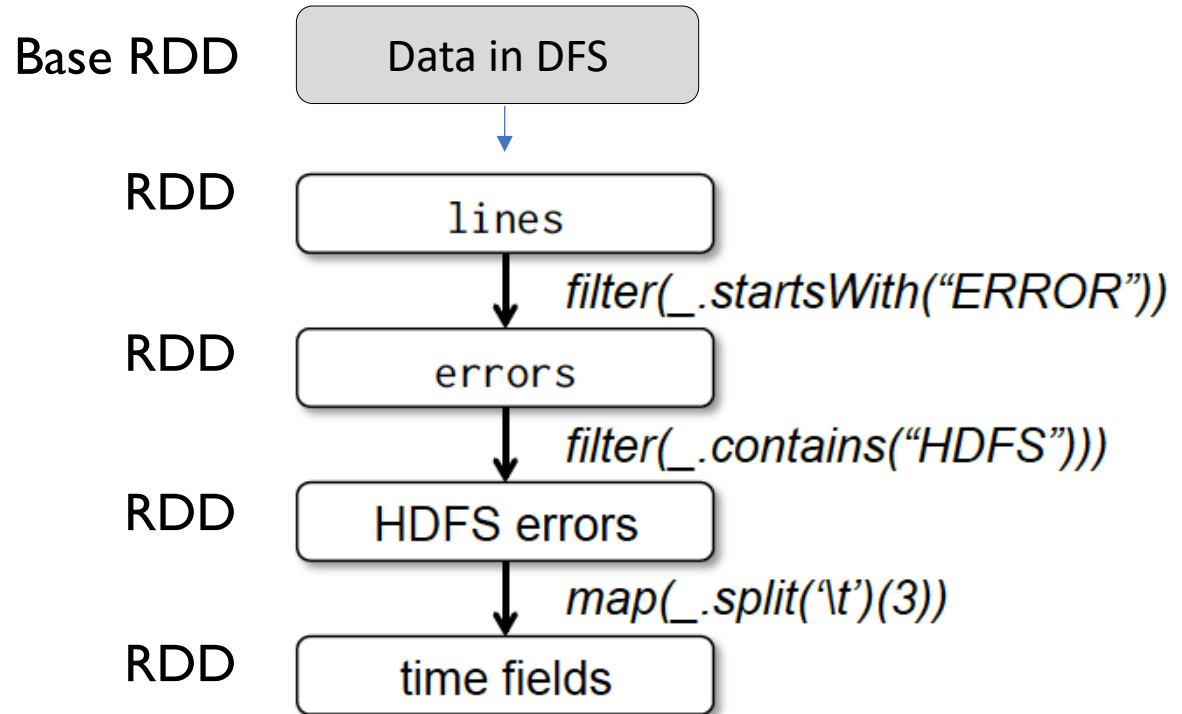 Base RDD
Data in DFS
RDD
lines
filter(_.startsWith(“ERROR”))
RDD
errors
filter(_.contains(“HDFS”)))
RDD
HDFS errors
map(_.split(‘\t’)(3))
RDD
time fields